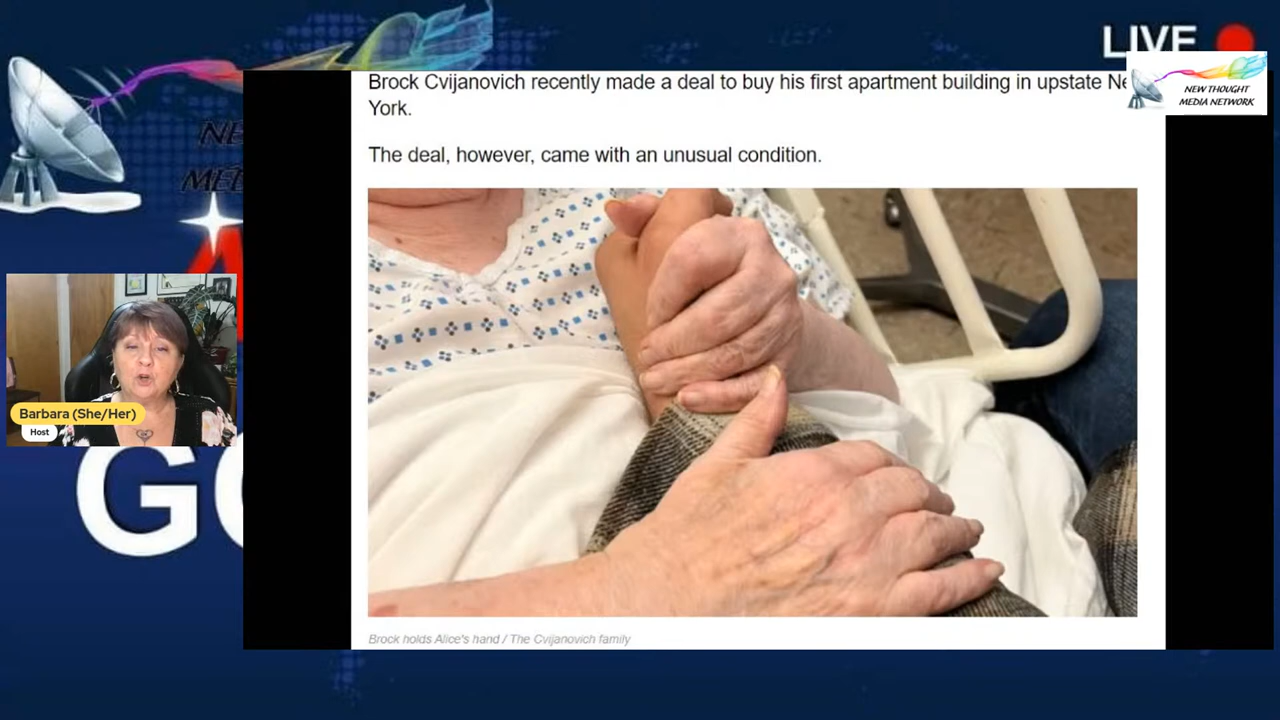 LIVE
Brock Cvijanovich recently made a deal to buy his first apartment building in upstate
York.
NEW THOUGHT
MEDIA NETWORK
The deal, however, came with an unusual condition.
Barbara (She/Her)
Host
Brock holds Alice's hand / The Cvijanovich family